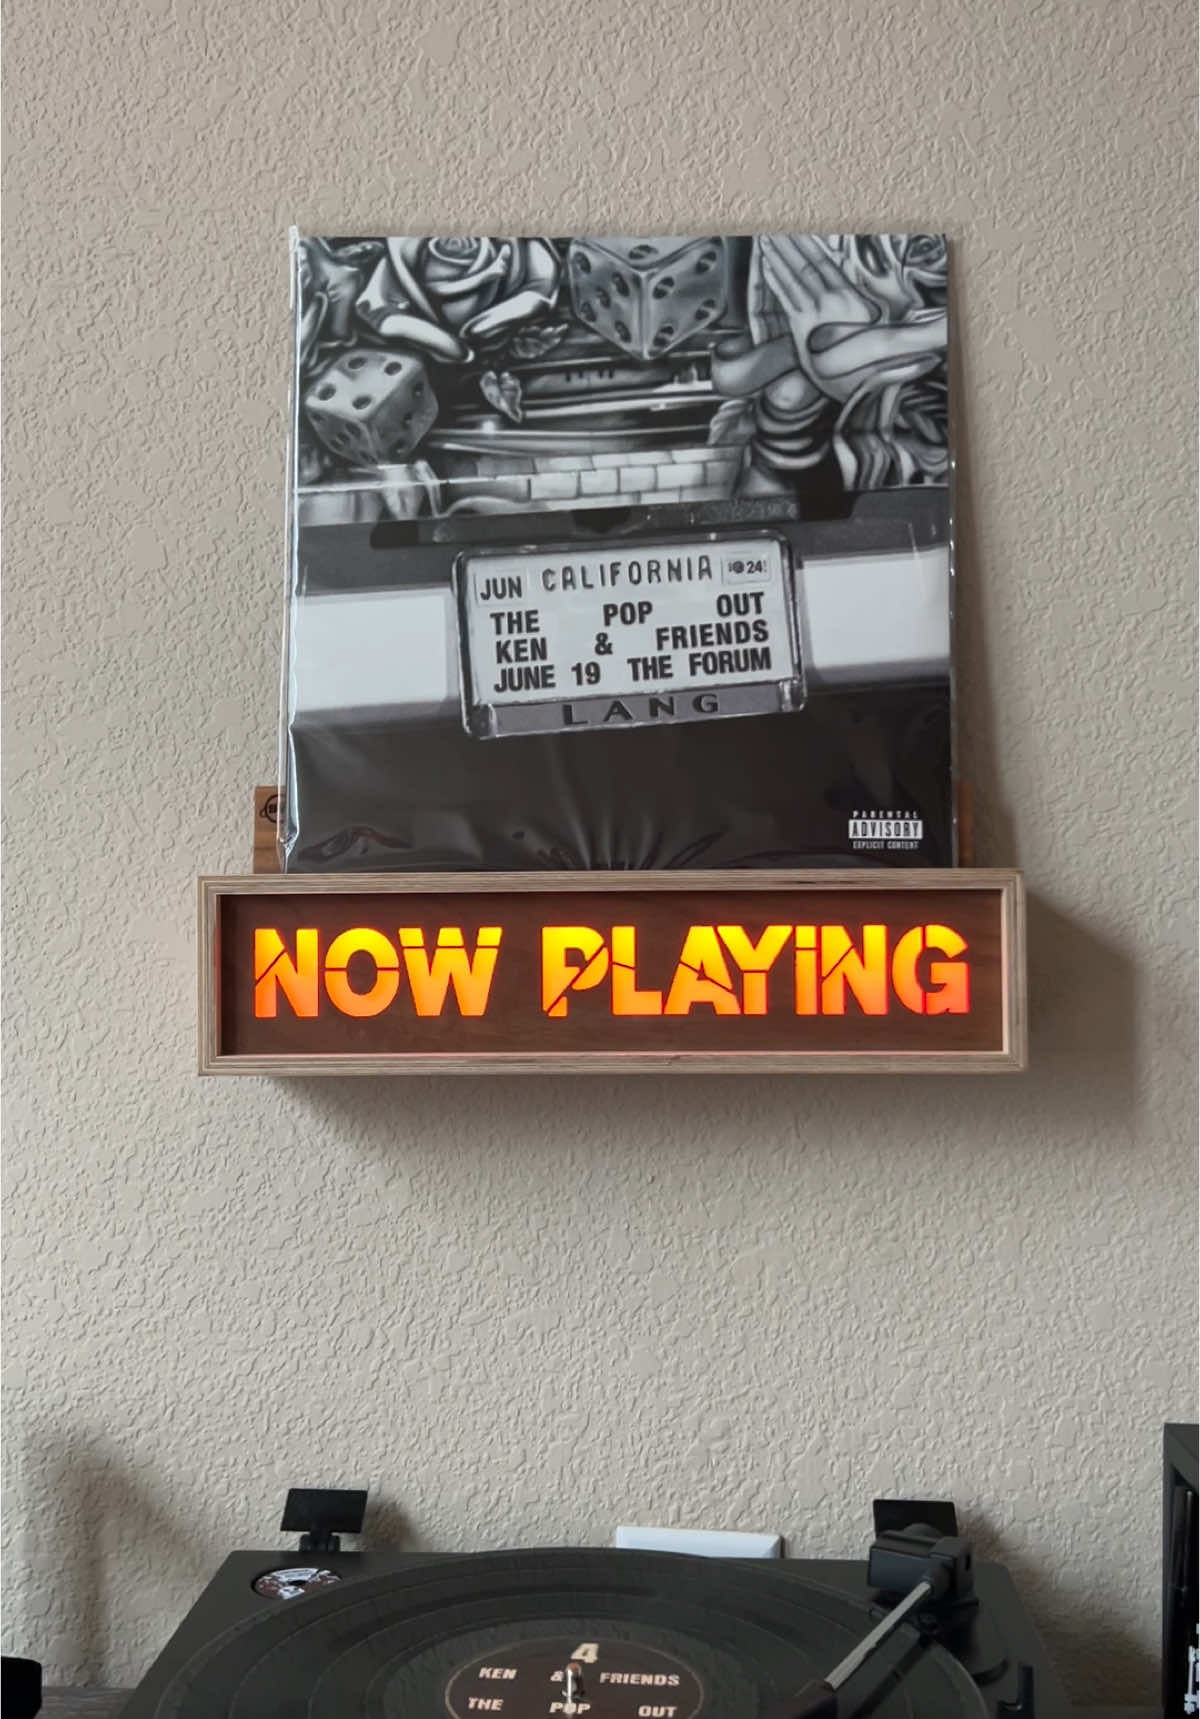 JUN CALIFORNIA 24
THE POP OUT
KEN & FRIENDS
JUNE 19 THE FORUM
LANG
PARENTAL
ADVISORY
EXPLICIT CONTENT
NOW PLAYING
4
KEN & FRIENDS
THE POP OUT